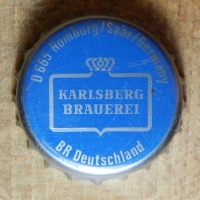 D 665 Homburg/Saar/Germany
KARLSBERG
BRAUEREI
BR Deutschland